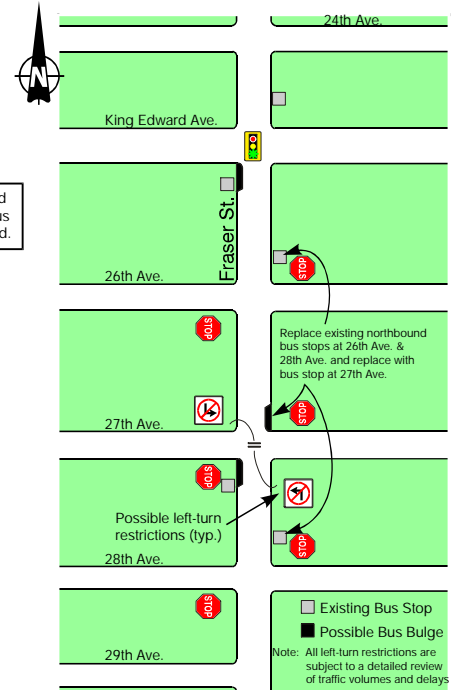 24th Ave.
N
King Edward Ave.
d
us
d.
Fraser St.
STOP
26th Ave.
STOP
Replace existing northbound
bus stops at 26th Ave. &
28th Ave. and replace with
bus stop at 27th Ave.
STOP
27th Ave.
STOP
Possible left-turn
restrictions (typ.)
STOP
28th Ave.
STOP
Existing Bus Stop
Possible Bus Bulge
29th Ave.
Note: All left-turn restrictions are
subject to a detailed review
of traffic volumes and delays